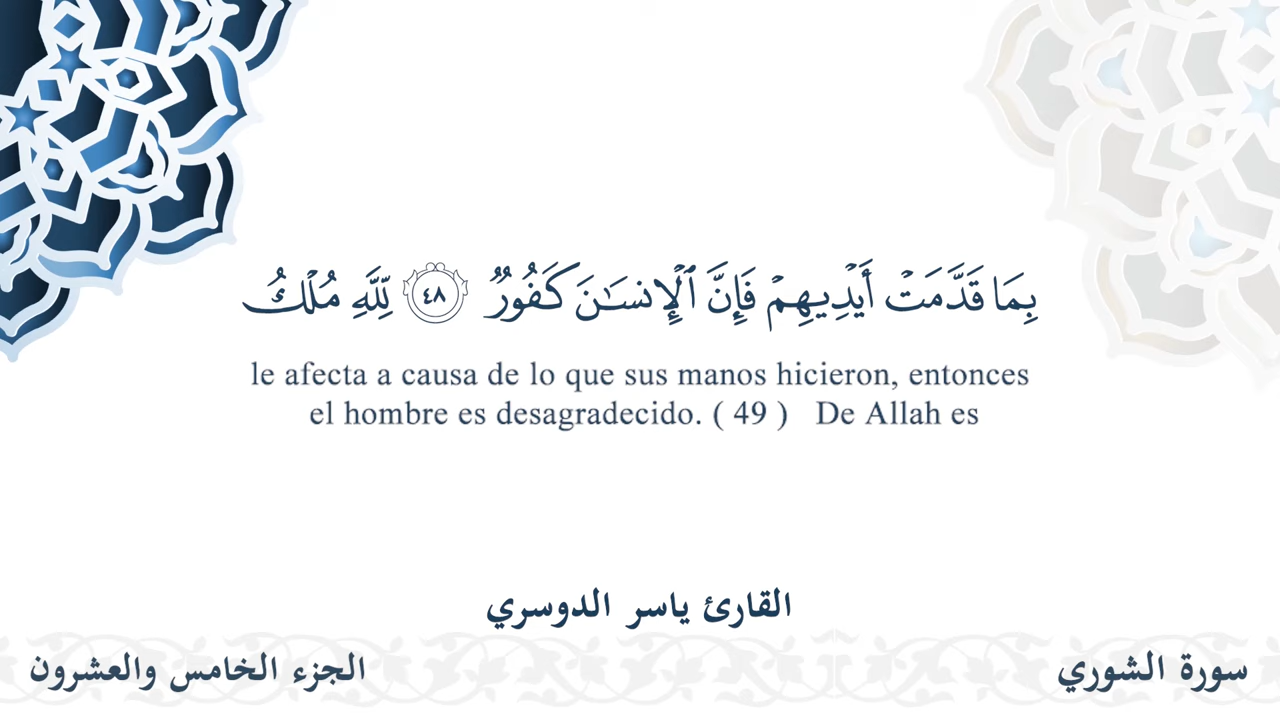 بِمَا قَدَّمَتْ أَيْدِيهِمْ فَإِنَّ ٱلْإِنسَـٰنَ كَفُورٌ ٤٨ لِّلَّهِ مُلْكُ
le afecta a causa de lo que sus manos hicieron, entonces
el hombre es desagradecido. ( 49 ) De Allah es
القارئ ياسر الدوسري
سورة الشوري
الجزء الخامس والعشرون